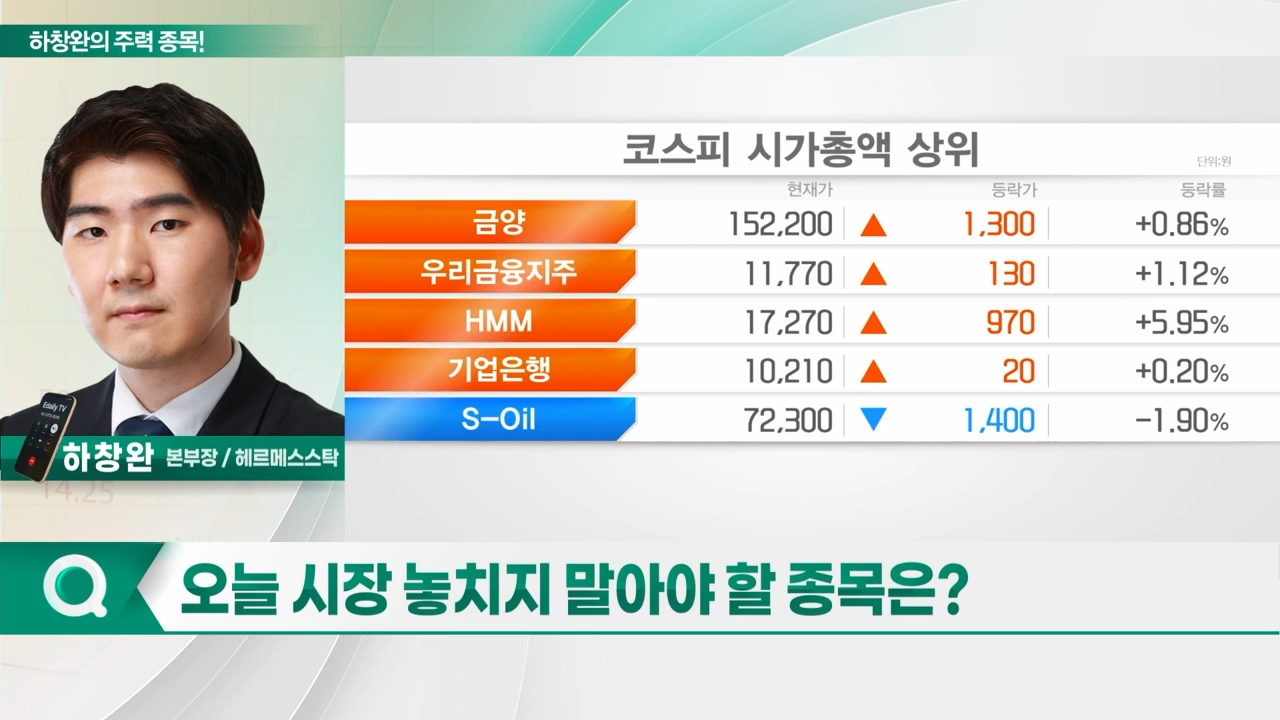 하창완의 주력 종목!
코스피 시가총액 상위
단위:원
현재가 등락가 등락률
금양 152,200 ▲ 1,300 +0.86%
우리금융지주 11,770 ▲ 130 +1.12%
HMM 17,270 ▲ 970 +5.95%
기업은행 10,210 ▲ 20 +0.20%
S-Oil 72,300 ▼ 1,400 -1.90%
Edaily TV
하창완 본부장 / 헤르메스스탁
14.25
Q 오늘 시장 놓치지 말아야 할 종목은?